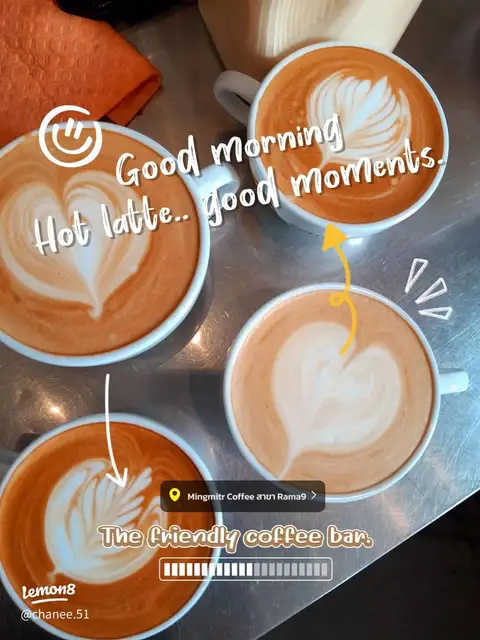 Good morning
Hot latte.. good moments.
Mingmitr Coffee สาขา Rama9
The friendly coffee bar.
lemon8
@chanee.51